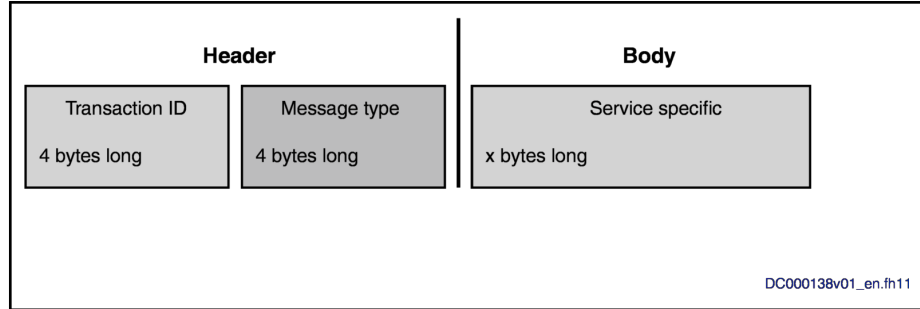 Header
Body
Transaction ID
4 bytes long
Message type
4 bytes long
Service specific
x bytes long
DC000138v01_en.fh11